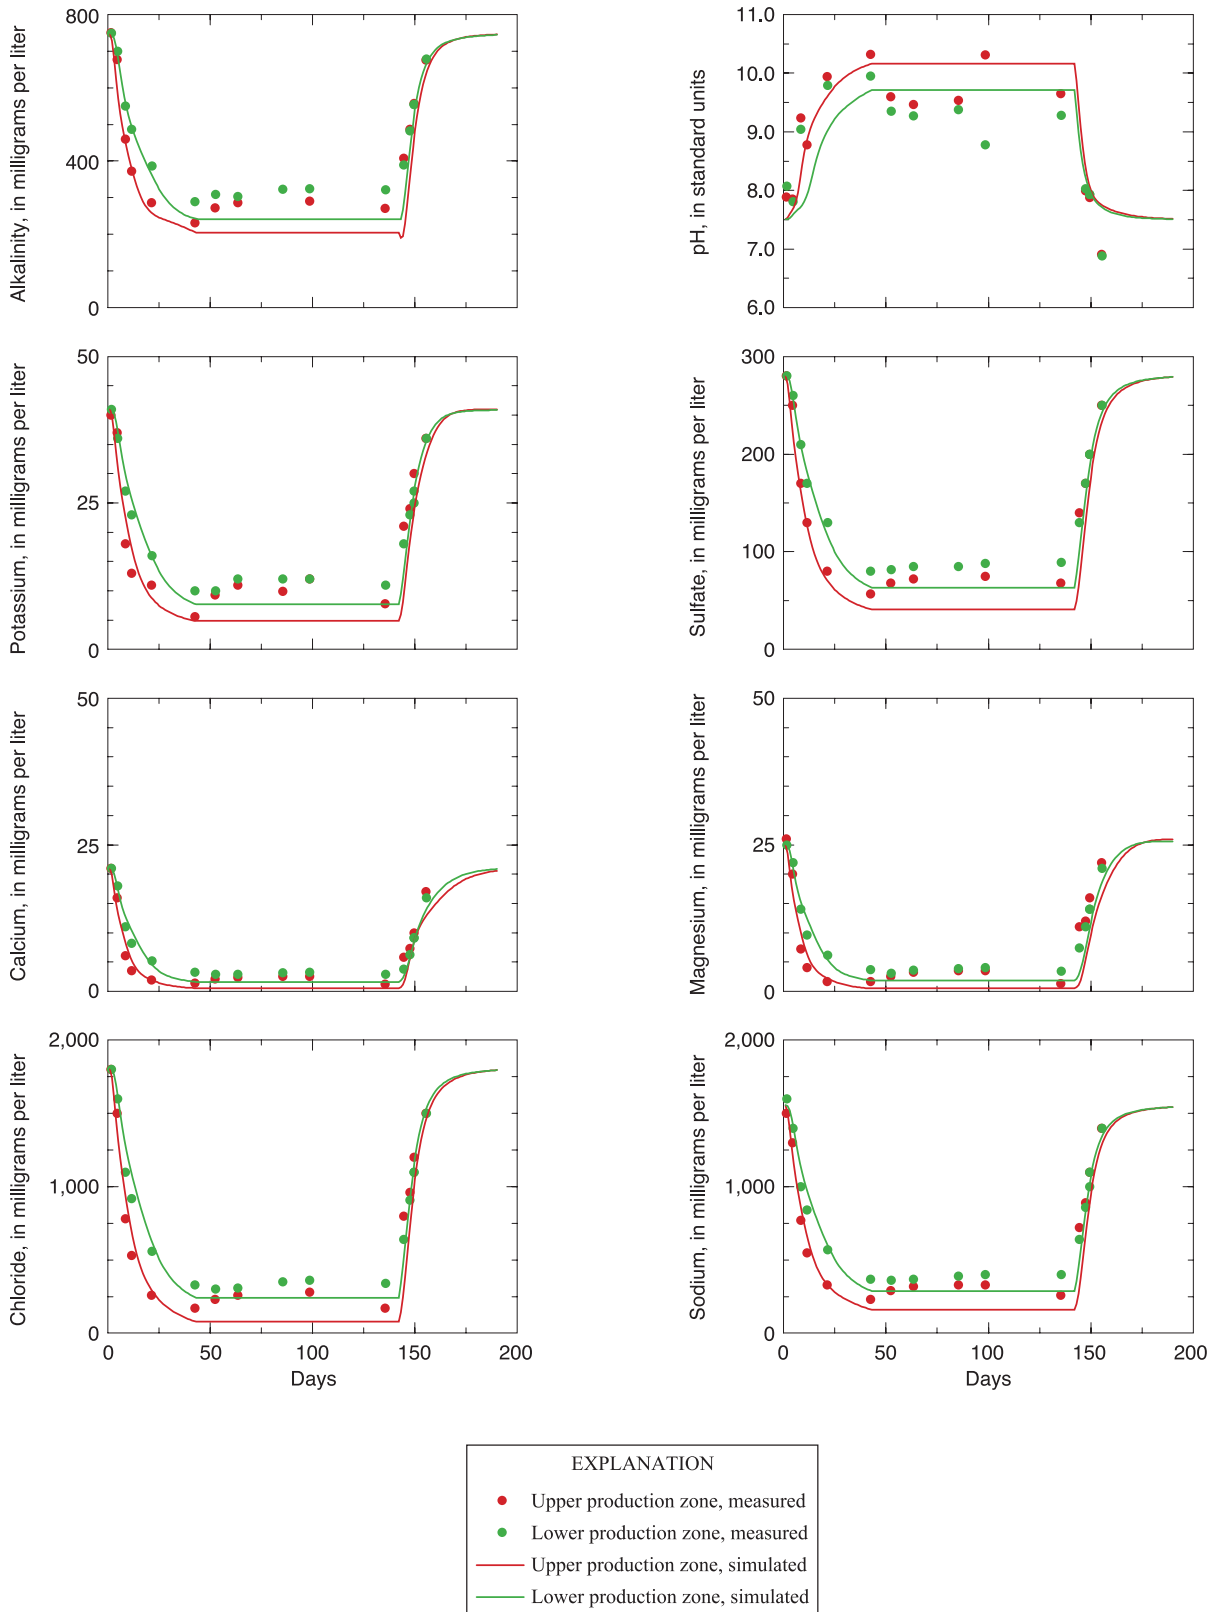 Alkalinity, in milligrams per liter
800
400
0
pH, in standard units
11.0
10.0
9.0
8.0
7.0
6.0
Potassium, in milligrams per liter
50
25
0
Sulfate, in milligrams per liter
300
200
100
0
Calcium, in milligrams per liter
50
25
0
Magnesium, in milligrams per liter
50
25
0
Chloride, in milligrams per liter
2,000
1,000
0
0 50 100 150 200
Days
Sodium, in milligrams per liter
2,000
1,000
0
0 50 100 150 200
Days
EXPLANATION
Upper production zone, measured
Lower production zone, measured
Upper production zone, simulated
Lower production zone, simulated